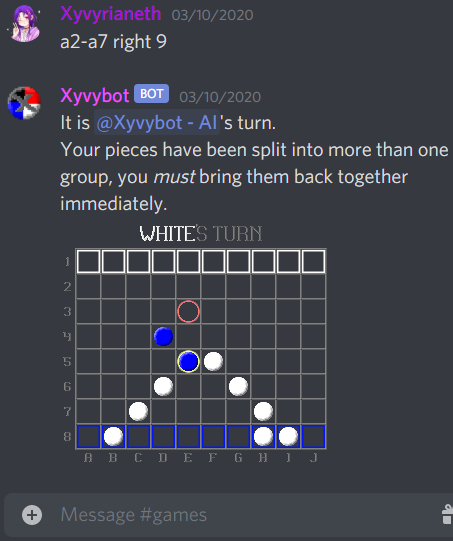 Xyvyrianeth 03/10/2020
a2-a7 right 9
Xyvybot BOT 03/10/2020
It is @Xyvybot - AI's turn.
Your pieces have been split into more than one
group, you must bring them back together
immediately.
WHITE'S TURN
1
2
3
4
5
6
7
8
A B C D E F G H I J
Message #games